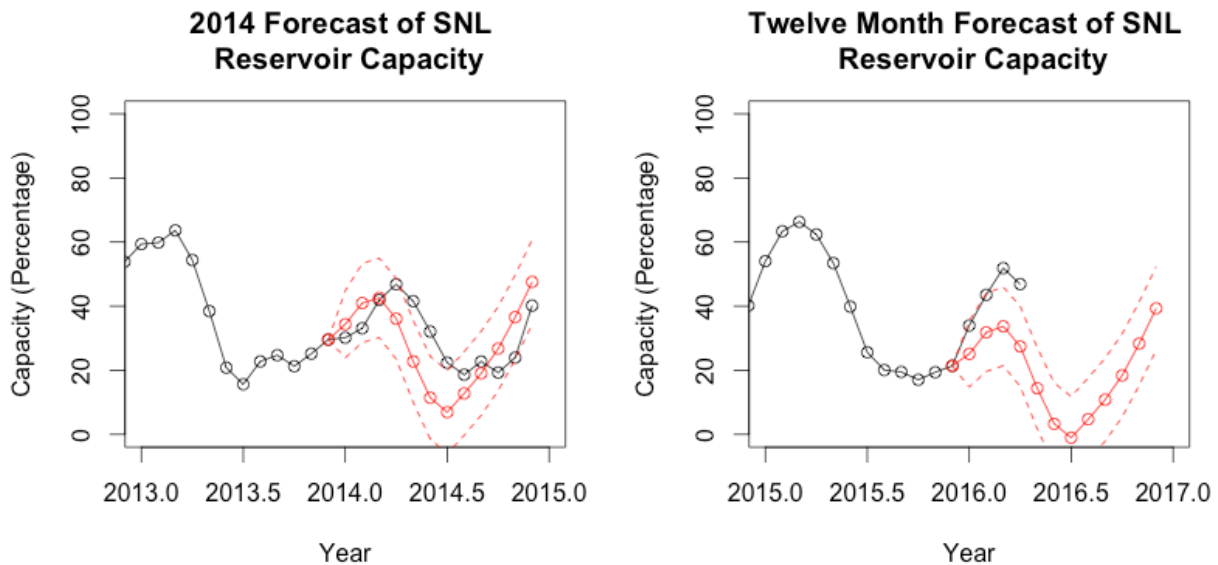 2014 Forecast of SNL
Reservoir Capacity
Capacity (Percentage)
100
80
60
40
20
0
2013.0 2013.5 2014.0 2014.5 2015.0
Year
Twelve Month Forecast of SNL
Reservoir Capacity
Capacity (Percentage)
100
80
60
40
20
0
2015.0 2015.5 2016.0 2016.5 2017.0
Year